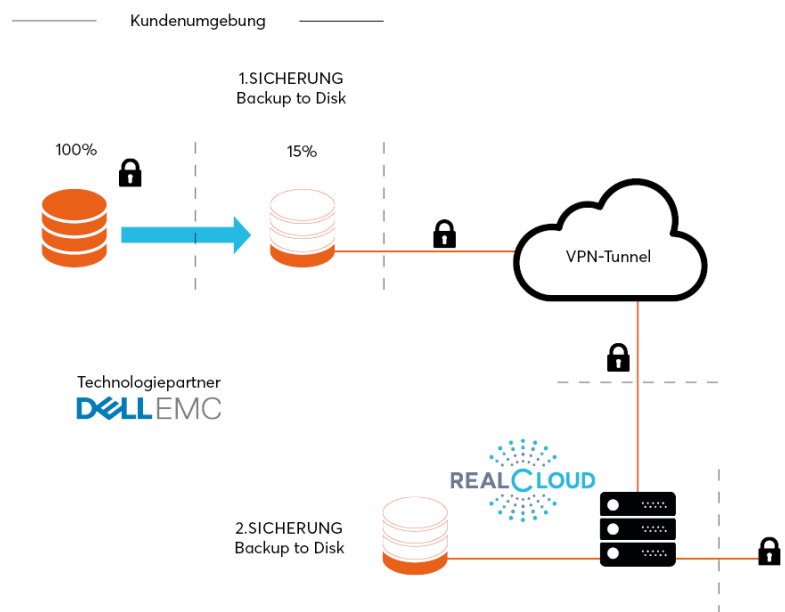 Kundenumgebung
1.SICHERUNG
Backup to Disk
100%
15%
VPN-Tunnel
Technologiepartner
DELLEMC
REALCLOUD
2.SICHERUNG
Backup to Disk